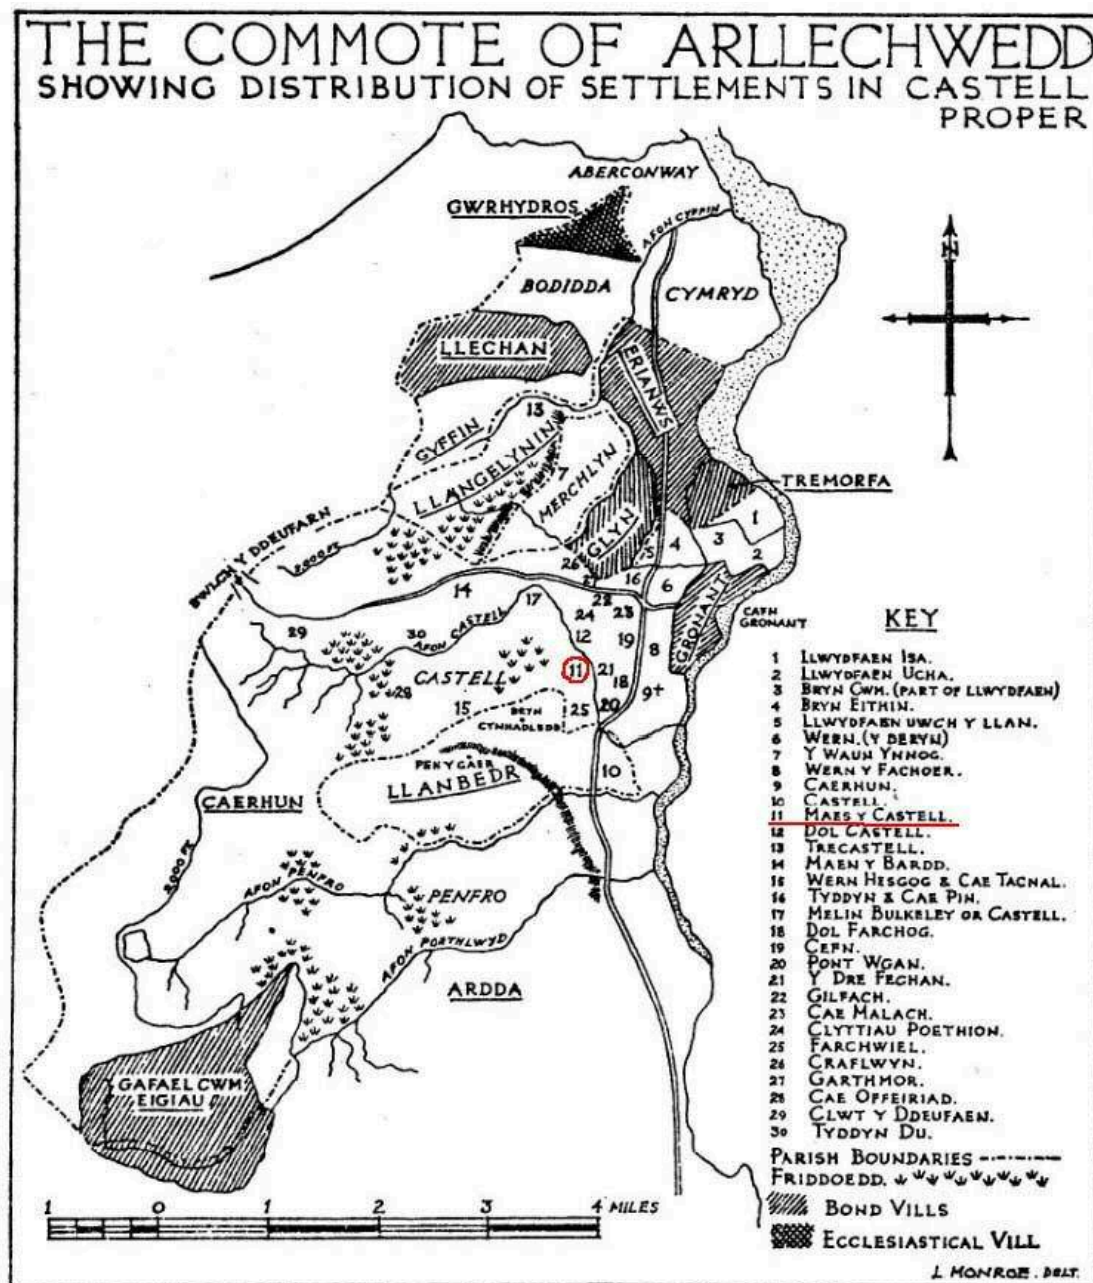 THE COMMOTE OF ARLLECHWEDD
SHOWING DISTRIBUTION OF SETTLEMENTS IN CASTELL
PROPER
ABERCONWAY
GWRHYDROS
AFON CYFFIN
N
BODIDDA
CYMRYD
LLECHAN
ERIANWS
13
GYFFIN
LLANGELYNIN
7
MERCHLYN
TREMORFA
GLYN
1
3
4
2
5
BWLCH Y DDEUFARN
2,000 FT
26
27
16
6
14
17
22
23
24
GRONANT
CAFN
GRONANT
29
30
AFON CASTELL
12
19
8
11
21
CASTELL
28
18
9+
15
BRYN
CYNHADLEDD
25
20
PEN Y GAER
10
LLANBEDR
CAERHUN
2,000 FT
AFON PENFRO
PENFRO
AFON PORTHLWYD
ARDDA
GAFAEL CWM
EIGIAU
KEY
1 LLWYDFAEN ISA.
2 LLWYDFAEN UCHA.
3 BRYN CWM. (PART OF LLWYDFAEN)
4 BRYN EITHIN.
5 LLWYDFAEN UWCH Y LLAN.
6 WERN. (Y DERYN)
7 Y WAUN YNNOG.
8 WERN Y FACHOER.
9 CAERHUN.
10 CASTELL.
11 MAES Y CASTELL.
12 DOL CASTELL.
13 TRECASTELL.
14 MAEN Y BARDD.
15 WERN HESGOG & CAE TACNAL.
16 TYDDYN & CAE PIN.
17 MELIN BULKELEY OR CASTELL.
18 DOL FARCHOG.
19 CEFN.
20 PONT WGAN.
21 Y DRE FECHAN.
22 GILFACH.
23 CAE MALACH.
24 CLYTTIAU POETHION.
25 FARCHWIEL.
26 CRAFLWYN.
27 GARTHMOR.
28 CAE OFFEIRIAD.
29 CLWT Y DDEUFAEN.
30 TYDDYN DU.
PARISH BOUNDARIES
FRIDDOEDD.
BOND VILLS
ECCLESIASTICAL VILL
1 0 1 2 3 4 MILES
L MONROE. DELT.